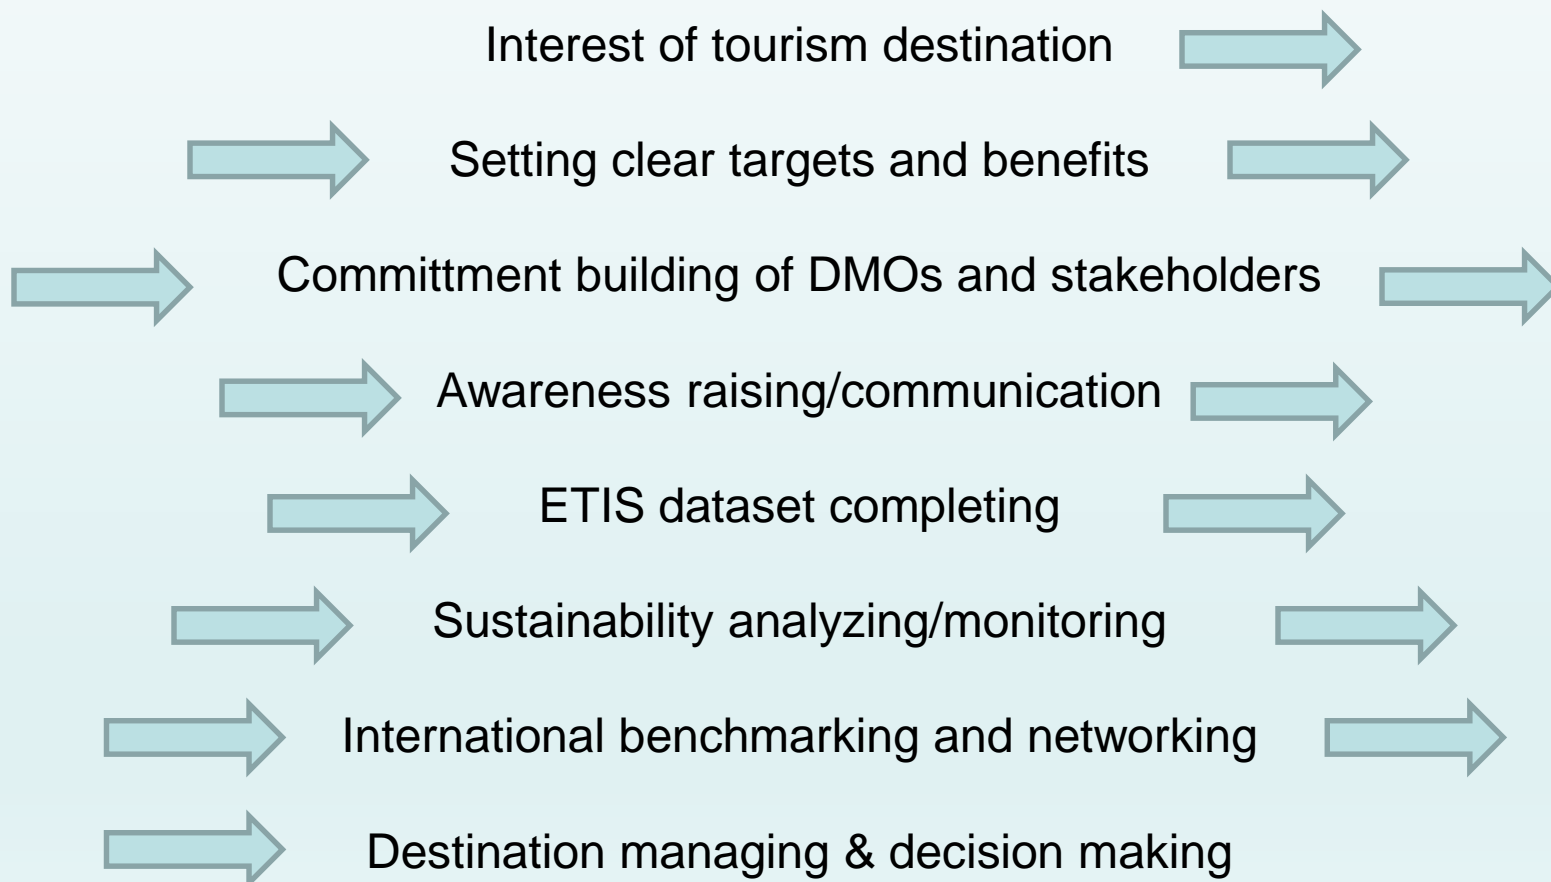 Interest of tourism destination
Setting clear targets and benefits
Committment building of DMOs and stakeholders
Awareness raising/communication
ETIS dataset completing
Sustainability analyzing/monitoring
International benchmarking and networking
Destination managing & decision making